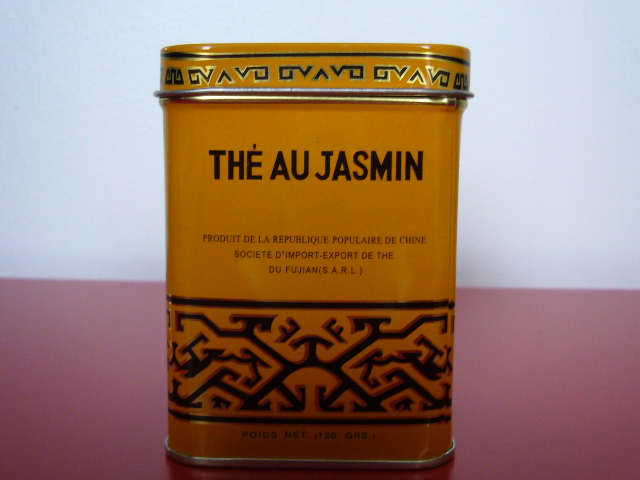 THÉ AU JASMIN
PRODUIT DE LA REPUBLIQUE POPULAIRE DE CHINE
SOCIETE D'IMPORT-EXPORT DE THE
DU FUJIAN(S.A.R.L.)
POIDS NET.(120 GRS.)